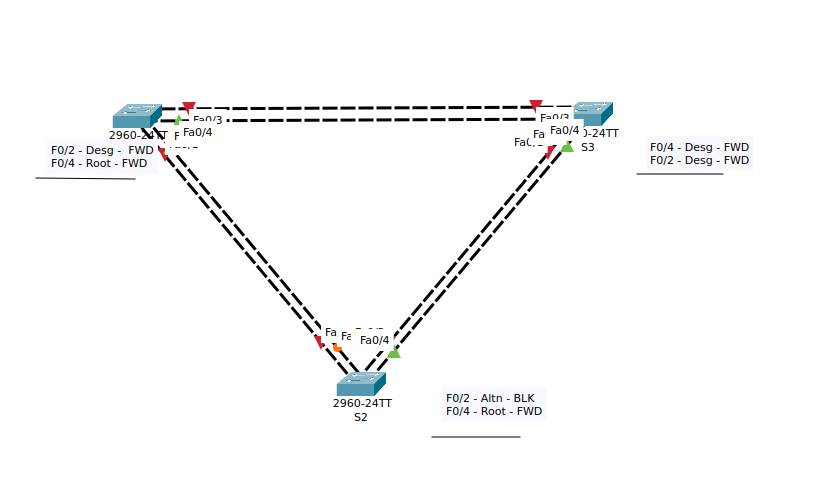 Fa0/3
Fa0/4
2960-24TT
F0/2 - Desg - FWD
F0/4 - Root - FWD
Fa0/3
Fa0/4
0-24TT
S3
F0/4 - Desg - FWD
F0/2 - Desg - FWD
Fa0/4
2960-24TT
S2
F0/2 - Altn - BLK
F0/4 - Root - FWD